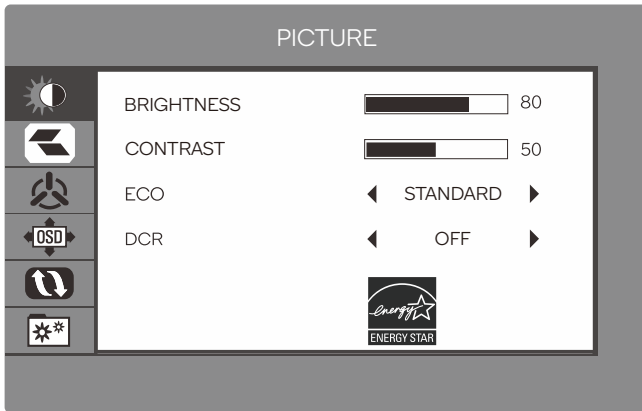 PICTURE
BRIGHTNESS 80
CONTRAST 50
ECO STANDARD
DCR OFF
OSD
energy
ENERGY STAR